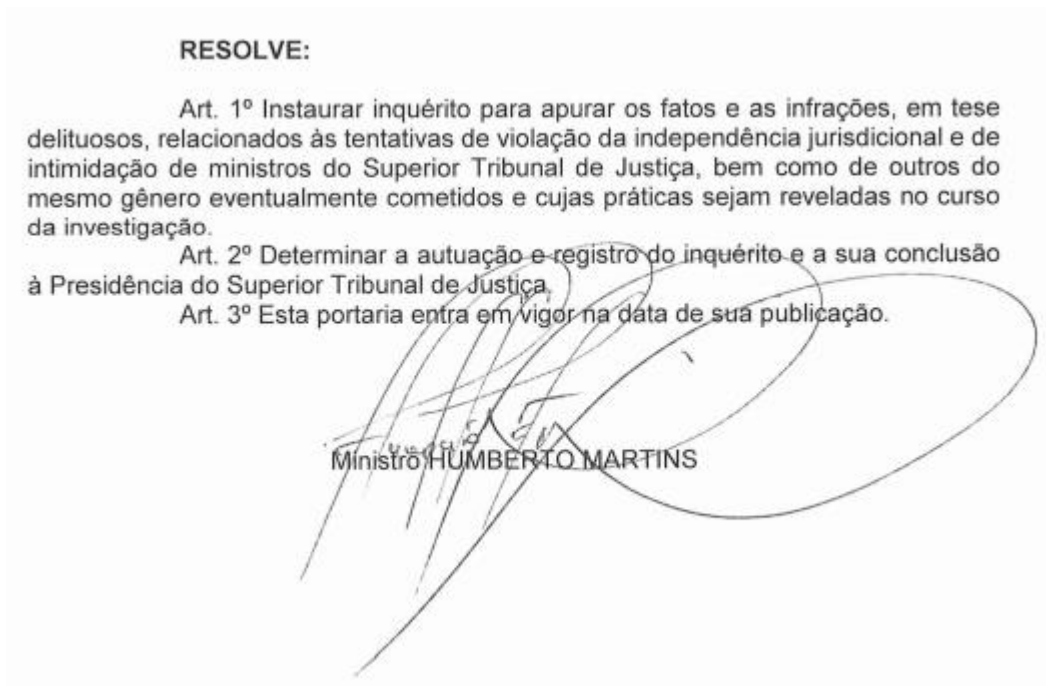 RESOLVE:
Art. 1º Instaurar inquérito para apurar os fatos e as infrações, em tese
delituosos, relacionados às tentativas de violação da independência jurisdicional e de
intimidação de ministros do Superior Tribunal de Justiça, bem como de outros do
mesmo gênero eventualmente cometidos e cujas práticas sejam reveladas no curso
da investigação.
Art. 2º Determinar a autuação e registro do inquérito e a sua conclusão
à Presidência do Superior Tribunal de Justiça.
Art. 3º Esta portaria entra em vigor na data de sua publicação.
Ministro HUMBERTO MARTINS